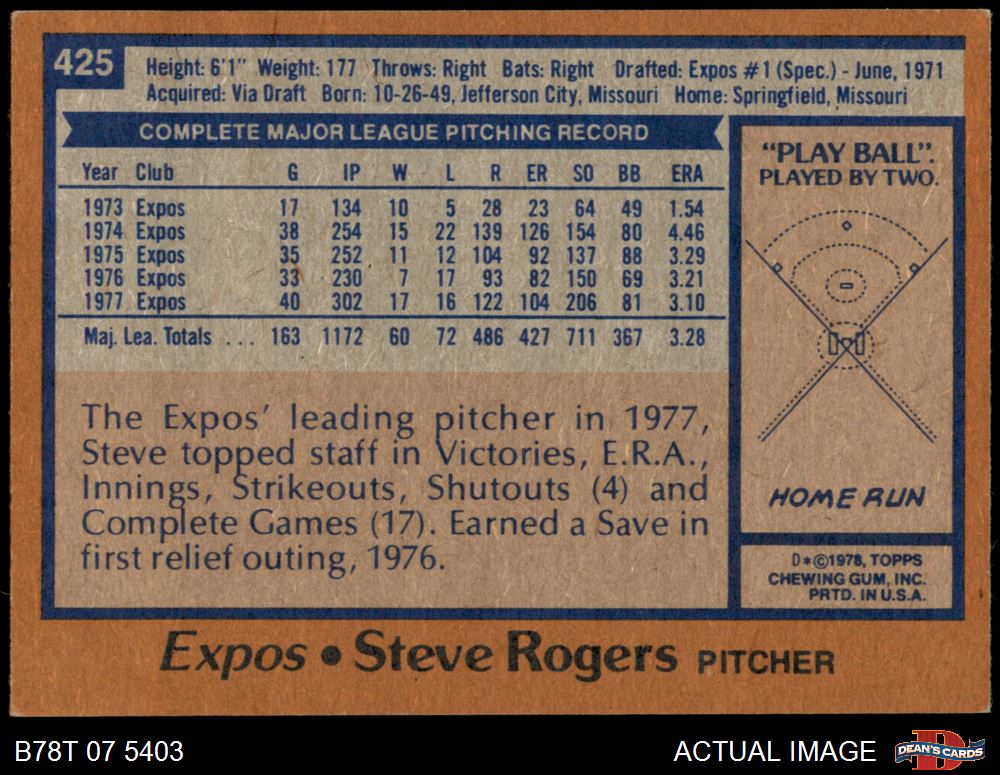 425
Height: 6'1" Weight: 177 Throws: Right Bats: Right Drafted: Expos #1 (Spec.) - June, 1971
Acquired: Via Draft Born: 10-26-49, Jefferson City, Missouri Home: Springfield, Missouri
COMPLETE MAJOR LEAGUE PITCHING RECORD
Year Club G IP W L R ER SO BB ERA
1973 Expos 17 134 10 5 28 23 64 49 1.54
1974 Expos 38 254 15 22 139 126 154 80 4.46
1975 Expos 35 252 11 12 104 92 137 88 3.29
1976 Expos 33 230 7 17 93 82 150 69 3.21
1977 Expos 40 302 17 16 122 104 206 81 3.10
Maj. Lea. Totals . . . 163 1172 60 72 486 427 711 367 3.28
The Expos' leading pitcher in 1977,
Steve topped staff in Victories, E.R.A.,
Innings, Strikeouts, Shutouts (4) and
Complete Games (17). Earned a Save in
first relief outing, 1976.
"PLAY BALL".
PLAYED BY TWO.
HOME RUN
D*©1978, TOPPS
CHEWING GUM, INC.
PRTD. IN U.S.A.
Expos • Steve Rogers PITCHER
B78T 07 5403
ACTUAL IMAGE
D
DEAN'S CARDS